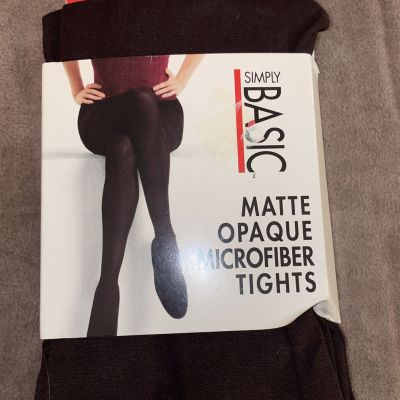 SIMPLY
BASIC
MATTE
OPAQUE
MICROFIBER
TIGHTS